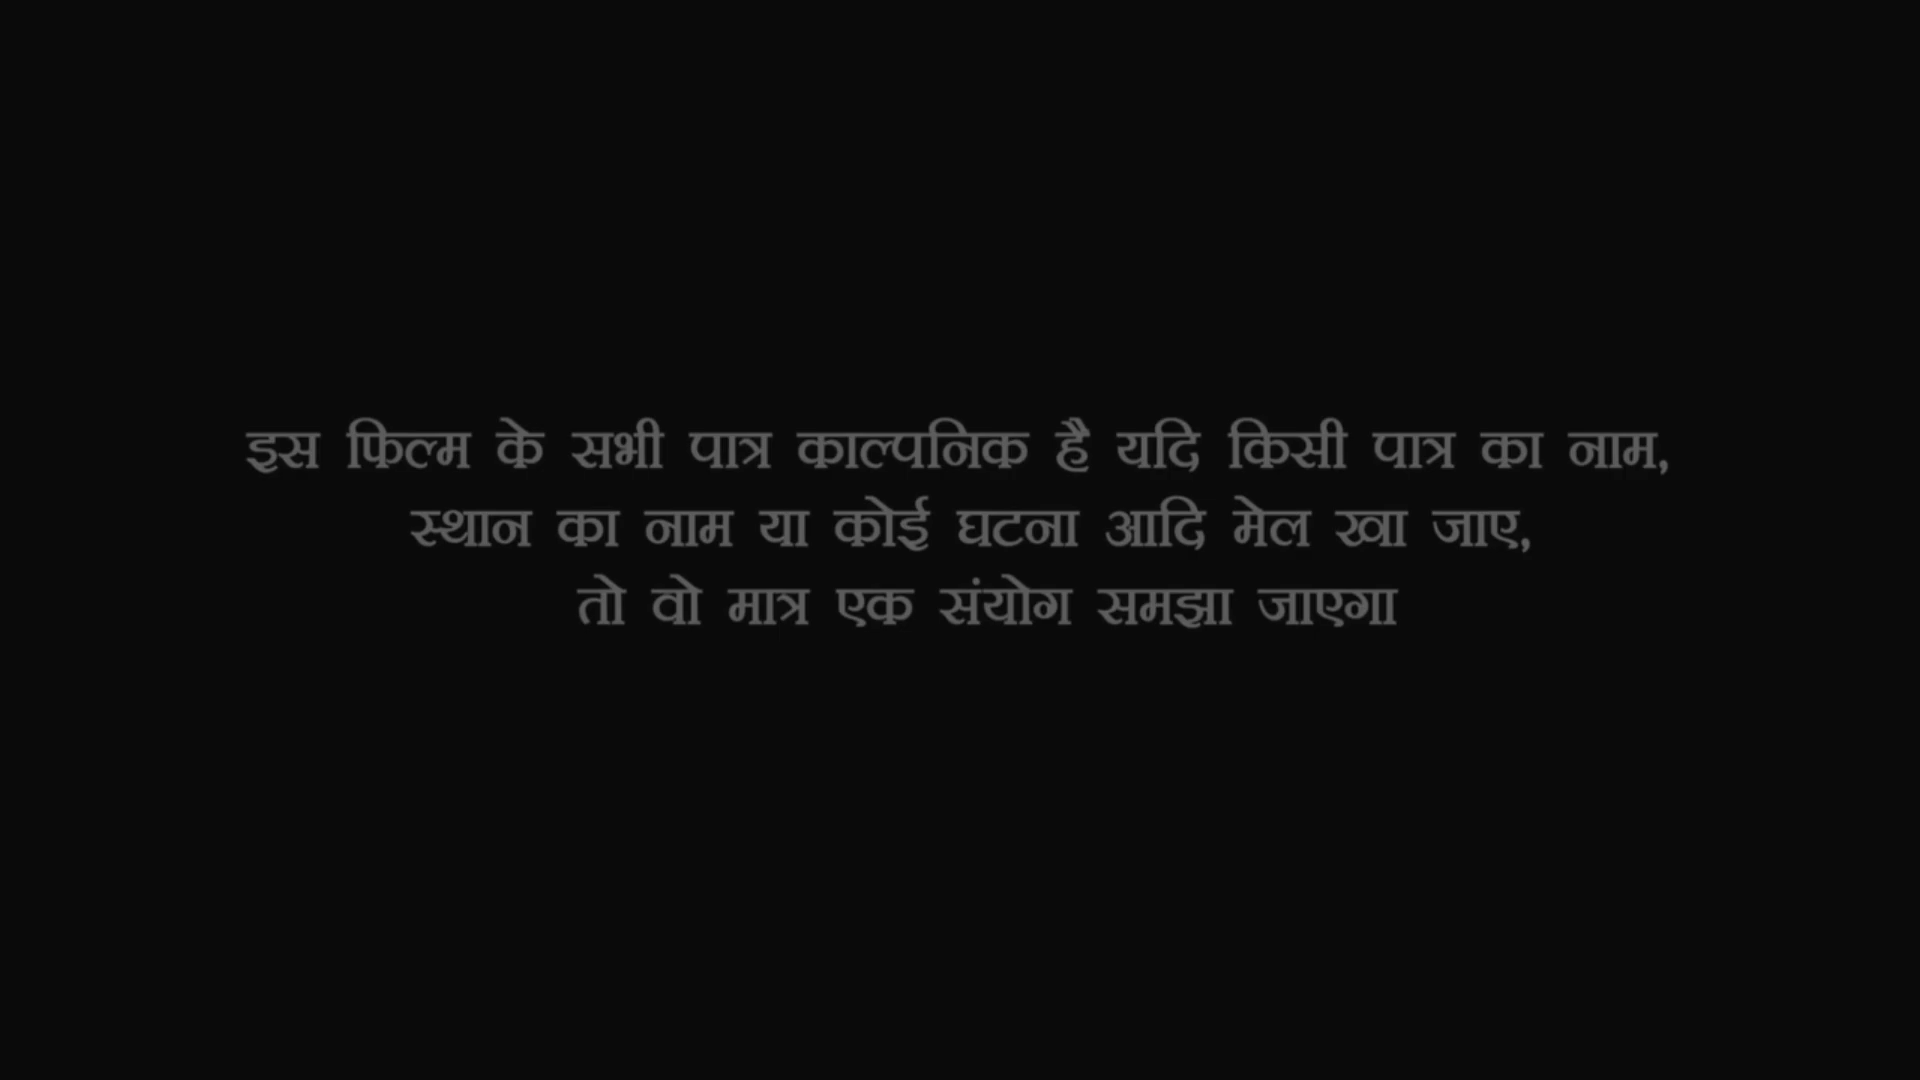 इस फिल्म के सभी पात्र काल्पनिक है यदि किसी पात्र का नाम,
स्थान का नाम या कोई घटना आदि मेल खा जाए,
तो वो मात्र एक संयोग समझा जाएगा